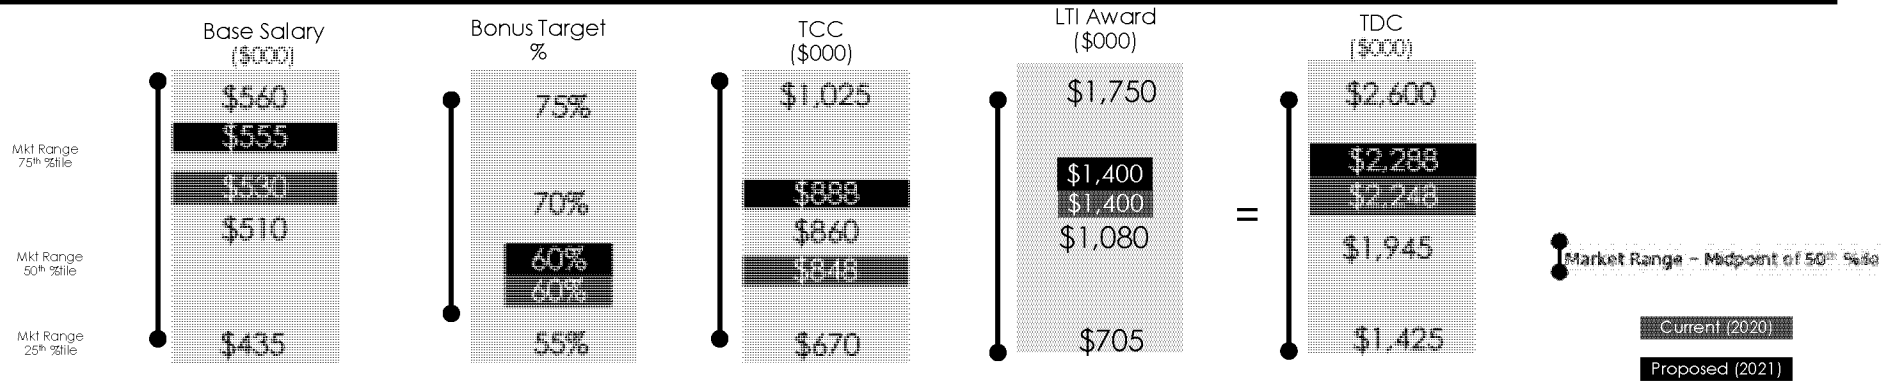 Base Salary
($000)
$560
$555
$530
$510
$435
Bonus Target
%
75%
70%
60%
60%
55%
TCC
($000)
$1,025
$888
$860
$848
$670
LTI Award
($000)
$1,750
$1,400
$1,400
$1,080
$705
=
TDC
($000)
$2,600
$2,288
$2,248
$1,945
$1,425
Mkt Range
75th %tile
Mkt Range
50th %tile
Mkt Range
25th %tile
Market Range – Midpoint of 50th %tile
Current (2020)
Proposed (2021)